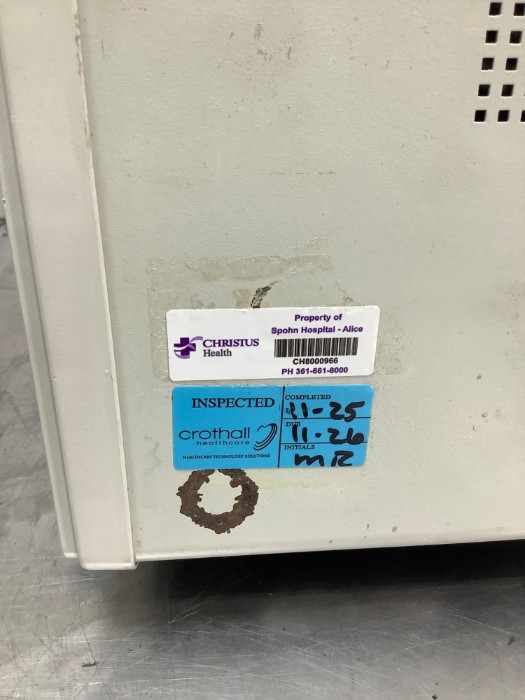 Property of
Spohn Hospital - Alice
CHRISTUS
Health
CH8000966
PH 361-661-8000
INSPECTED
COMPLETED
11-25
crothall
healthcare
DUE
11-26
INITIALS
MR
HEALTHCARE TECHNOLOGY SOLUTIONS